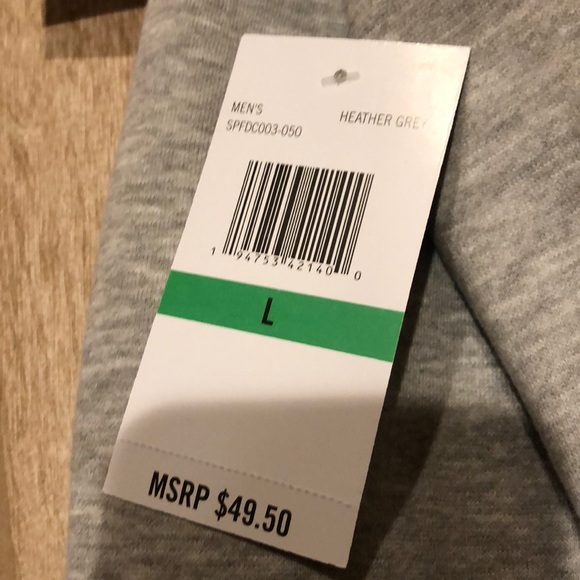 MEN'S
SPFDC003-050
HEATHER GREY
1 94753 42140 0
L
MSRP $49.50